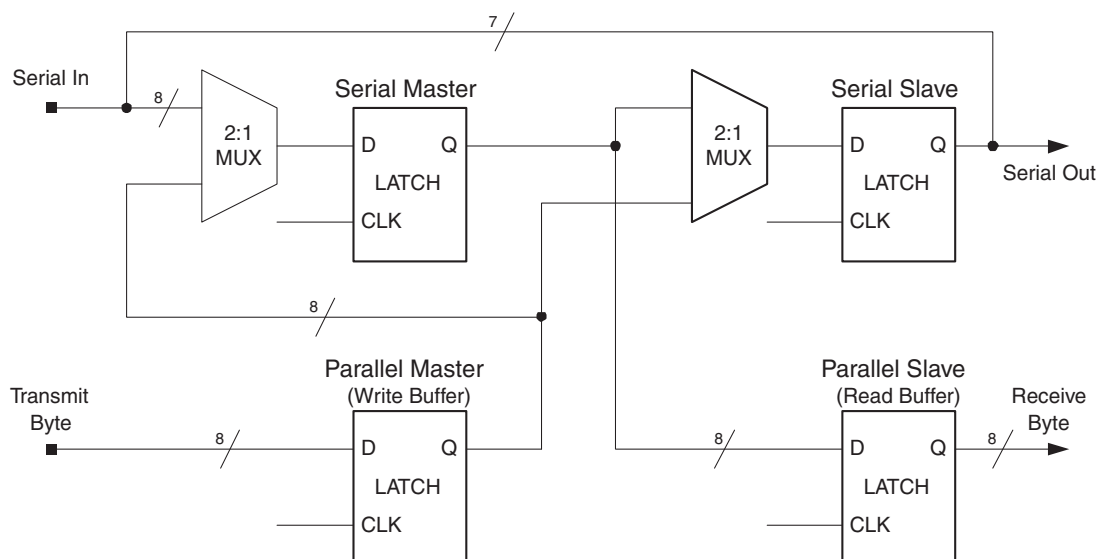 7
Serial In
8
2:1
MUX
Serial Master
D Q
LATCH
CLK
2:1
MUX
Serial Slave
D Q
LATCH
CLK
Serial Out
8
Transmit
Byte
8
Parallel Master
(Write Buffer)
D Q
LATCH
CLK
8
Parallel Slave
(Read Buffer)
D Q
LATCH
CLK
8
Receive
Byte